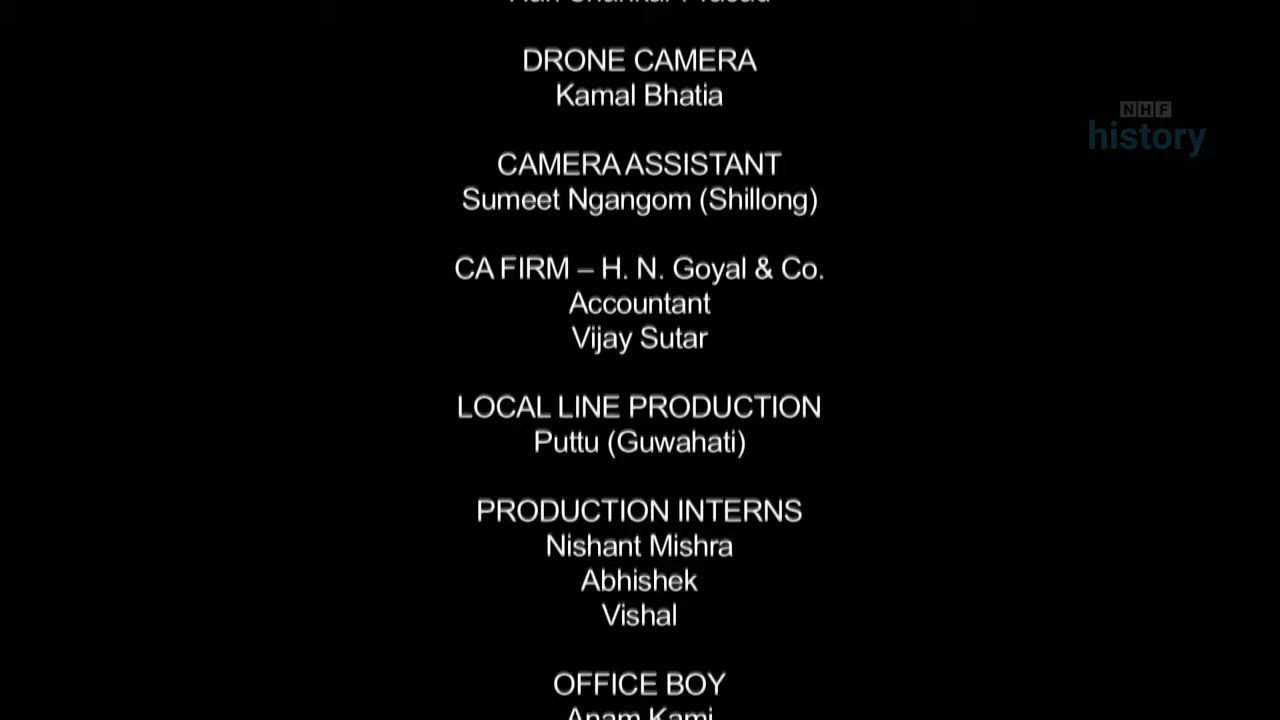 DRONE CAMERA
Kamal Bhatia
NHF
history
CAMERA ASSISTANT
Sumeet Ngangom (Shillong)
CA FIRM – H. N. Goyal & Co.
Accountant
Vijay Sutar
LOCAL LINE PRODUCTION
Puttu (Guwahati)
PRODUCTION INTERNS
Nishant Mishra
Abhishek
Vishal
OFFICE BOY